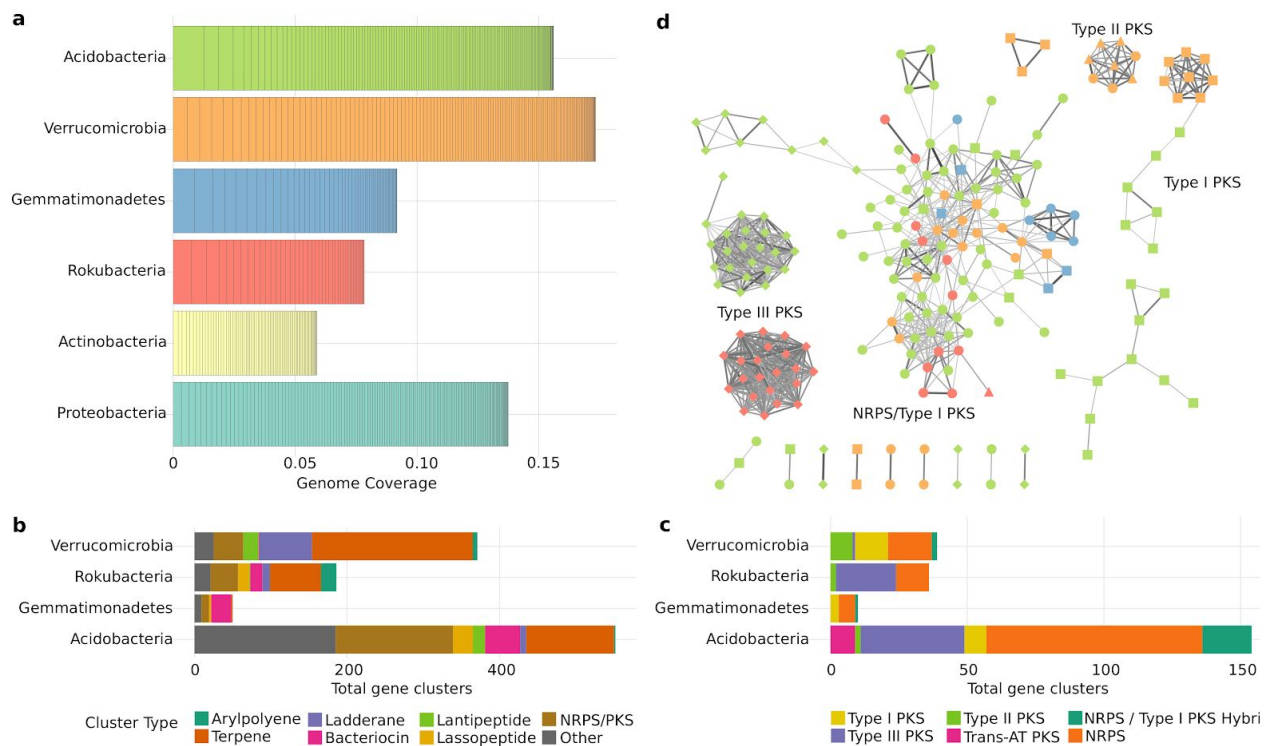 a
Acidobacteria
Verrucomicrobia
Gemmatimonadetes
Rokubacteria
Actinobacteria
Proteobacteria
0 0.05 0.10 0.15
Genome Coverage
d
Type II PKS
Type I PKS
Type III PKS
NRPS/Type I PKS
b
Verrucomicrobia
Rokubacteria
Gemmatimonadetes
Acidobacteria
0 200 400
Total gene clusters
Cluster Type
Arylpolyene Ladderane Lantipeptide NRPS/PKS
Terpene Bacteriocin Lassopeptide Other
c
Verrucomicrobia
Rokubacteria
Gemmatimonadetes
Acidobacteria
0 50 100 150
Total gene clusters
Type I PKS Type II PKS NRPS / Type I PKS Hybri
Type III PKS Trans-AT PKS NRPS